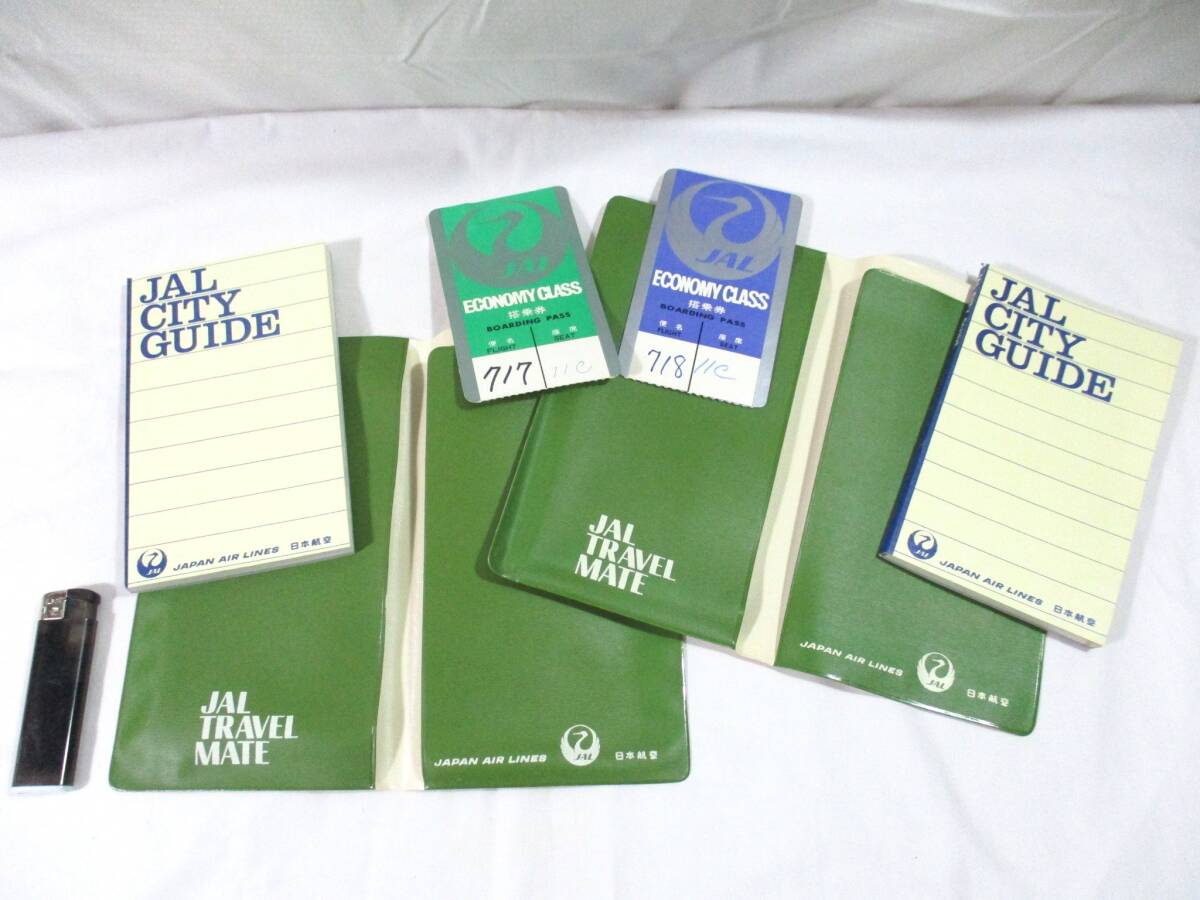 JAL
CITY
GUIDE
JAL
JAPAN AIR LINES 日本航空
JAL
ECONOMY CLASS
搭乗券
BOARDING PASS
便名 座席
FLIGHT SEAT
717 11C
JAL
ECONOMY CLASS
搭乗券
BOARDING PASS
便名 座席
FLIGHT SEAT
718 11C
JAL
CITY
GUIDE
JAL
JAPAN AIR LINES 日本航空
JAL
TRAVEL
MATE
JAPAN AIR LINES JAL 日本航空
JAL
TRAVEL
MATE
JAPAN AIR LINES JAL 日本航空